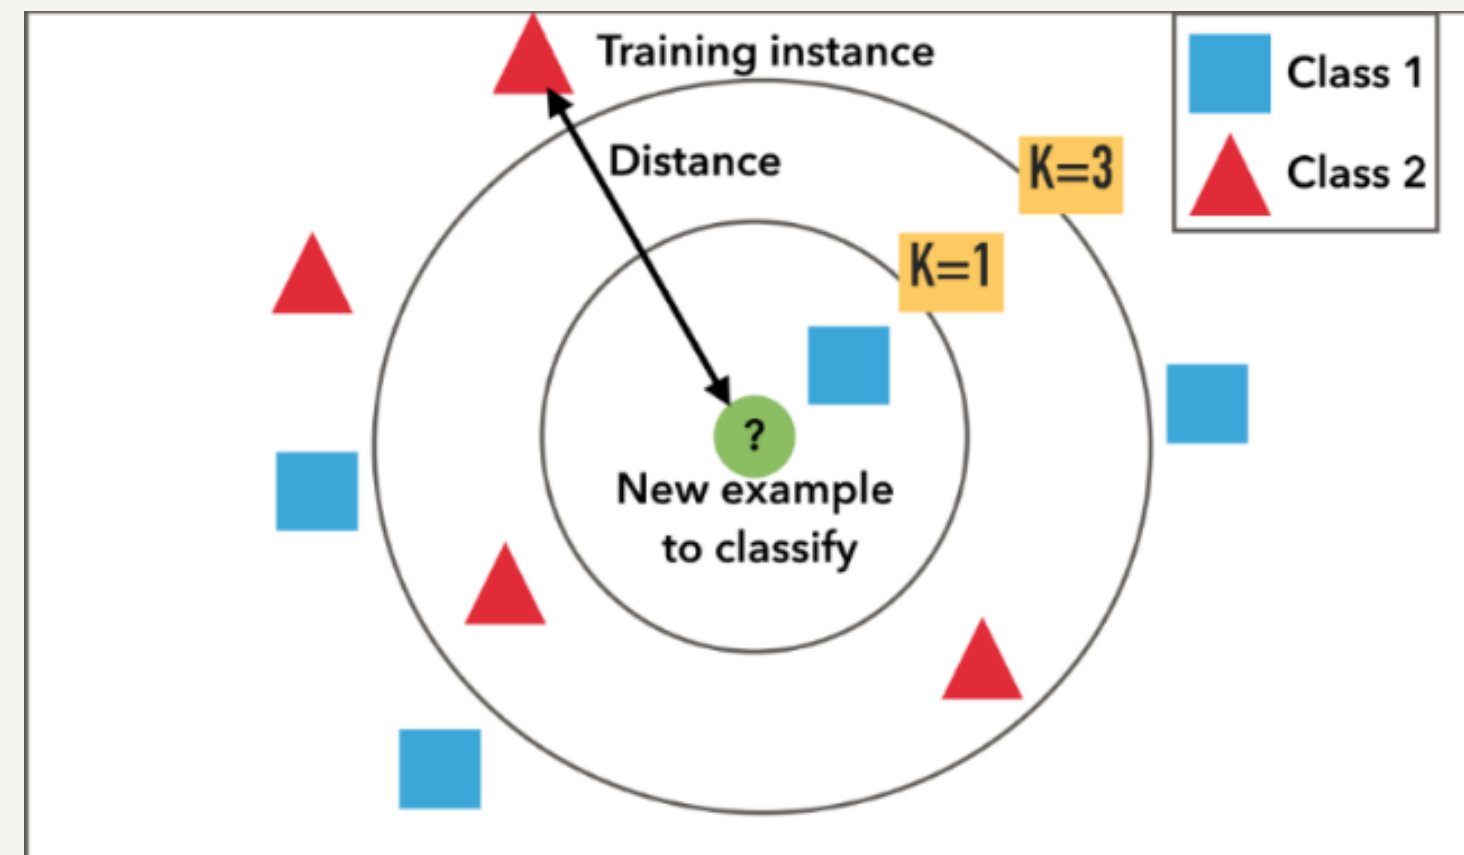 Training instance
Class 1
Distance
K=3
Class 2
K=1
?
New example
to classify